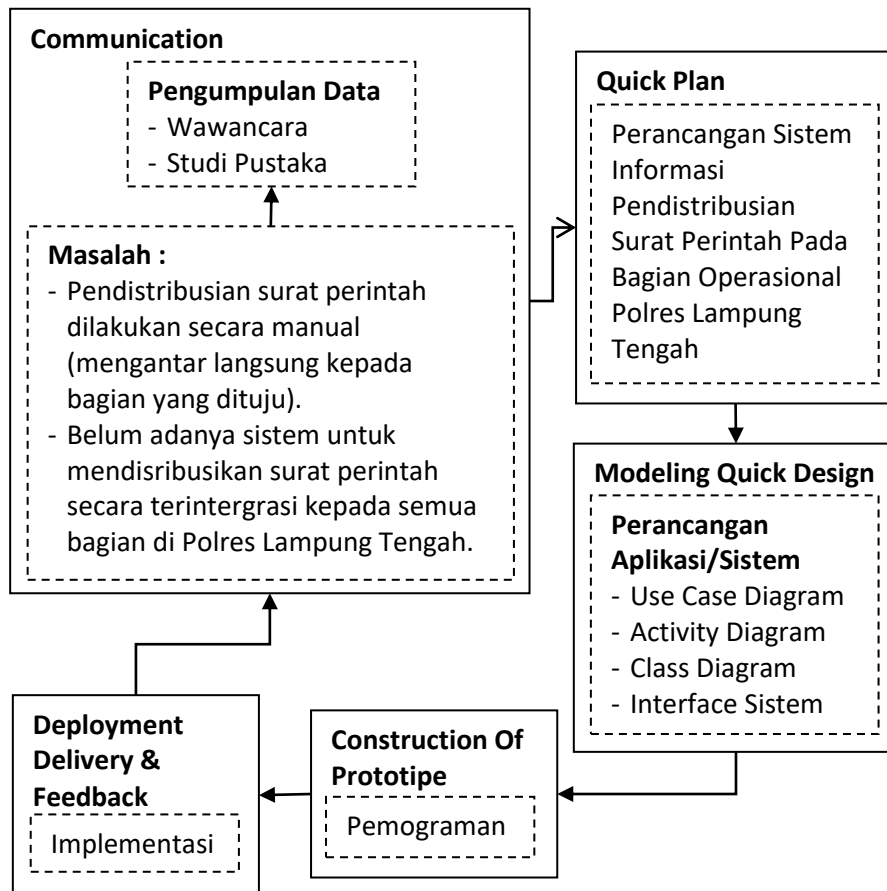 Communication
Pengumpulan Data
- Wawancara
- Studi Pustaka
Masalah :
- Pendistribusian surat perintah
dilakukan secara manual
(mengantar langsung kepada
bagian yang dituju).
- Belum adanya sistem untuk
mendisribusikan surat perintah
secara terintergrasi kepada semua
bagian di Polres Lampung Tengah.
Quick Plan
Perancangan Sistem
Informasi
Pendistribusian
Surat Perintah Pada
Bagian Operasional
Polres Lampung
Tengah
Modeling Quick Design
Perancangan
Aplikasi/Sistem
- Use Case Diagram
- Activity Diagram
- Class Diagram
- Interface Sistem
Construction Of
Prototipe
Pemograman
Deployment
Delivery &
Feedback
Implementasi